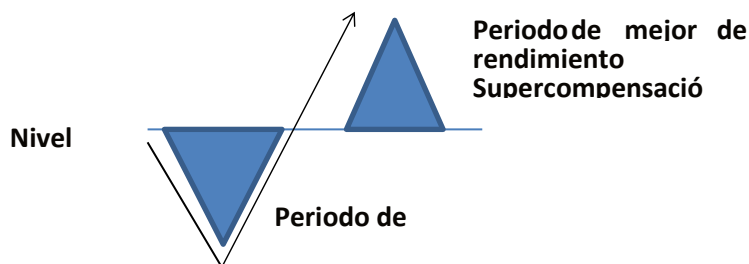 Periodo de mejor de
rendimiento
Supercompensació
Nivel
Periodo de